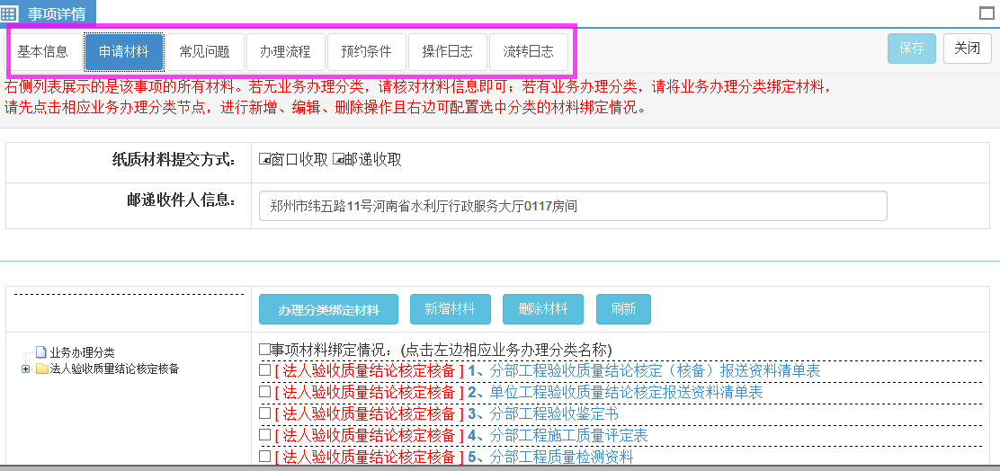 事项详情
基本信息 申请材料 常见问题 办理流程 预约条件 操作日志 流转日志 保存 关闭
右侧列表展示的是该事项的所有材料。若无业务办理分类，请核对材料信息即可；若有业务办理分类，请将业务办理分类绑定材料，
请先点击相应业务办理分类节点，进行新增、编辑、删除操作且右边可配置选中分类的材料绑定情况。
纸质材料提交方式： 窗口收取 邮递收取
邮递收件人信息： 郑州市纬五路11号河南省水利厅行政服务大厅0117房间
办理分类绑定材料 新增材料 删除材料 刷新
业务办理分类
法人验收质量结论核定核备
事项材料绑定情况：(点击左边相应业务办理分类名称)
[ 法人验收质量结论核定核备 ] 1、分部工程验收质量结论核定（核备）报送资料清单表
[ 法人验收质量结论核定核备 ] 2、单位工程验收质量结论核定报送资料清单表
[ 法人验收质量结论核定核备 ] 3、分部工程验收鉴定书
[ 法人验收质量结论核定核备 ] 4、分部工程施工质量评定表
[ 法人验收质量结论核定核备 ] 5、分部工程质量检测资料